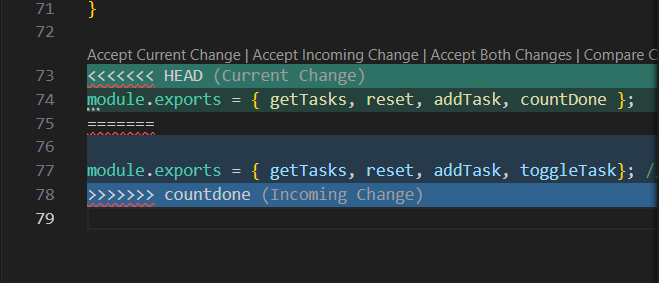 71 }
72
Accept Current Change | Accept Incoming Change | Accept Both Changes | Compare C
73 <<<<<<< HEAD (Current Change)
74 module.exports = { getTasks, reset, addTask, countDone };
75 =======
76
77 module.exports = { getTasks, reset, addTask, toggleTask}; /
78 >>>>>>> countdone (Incoming Change)
79